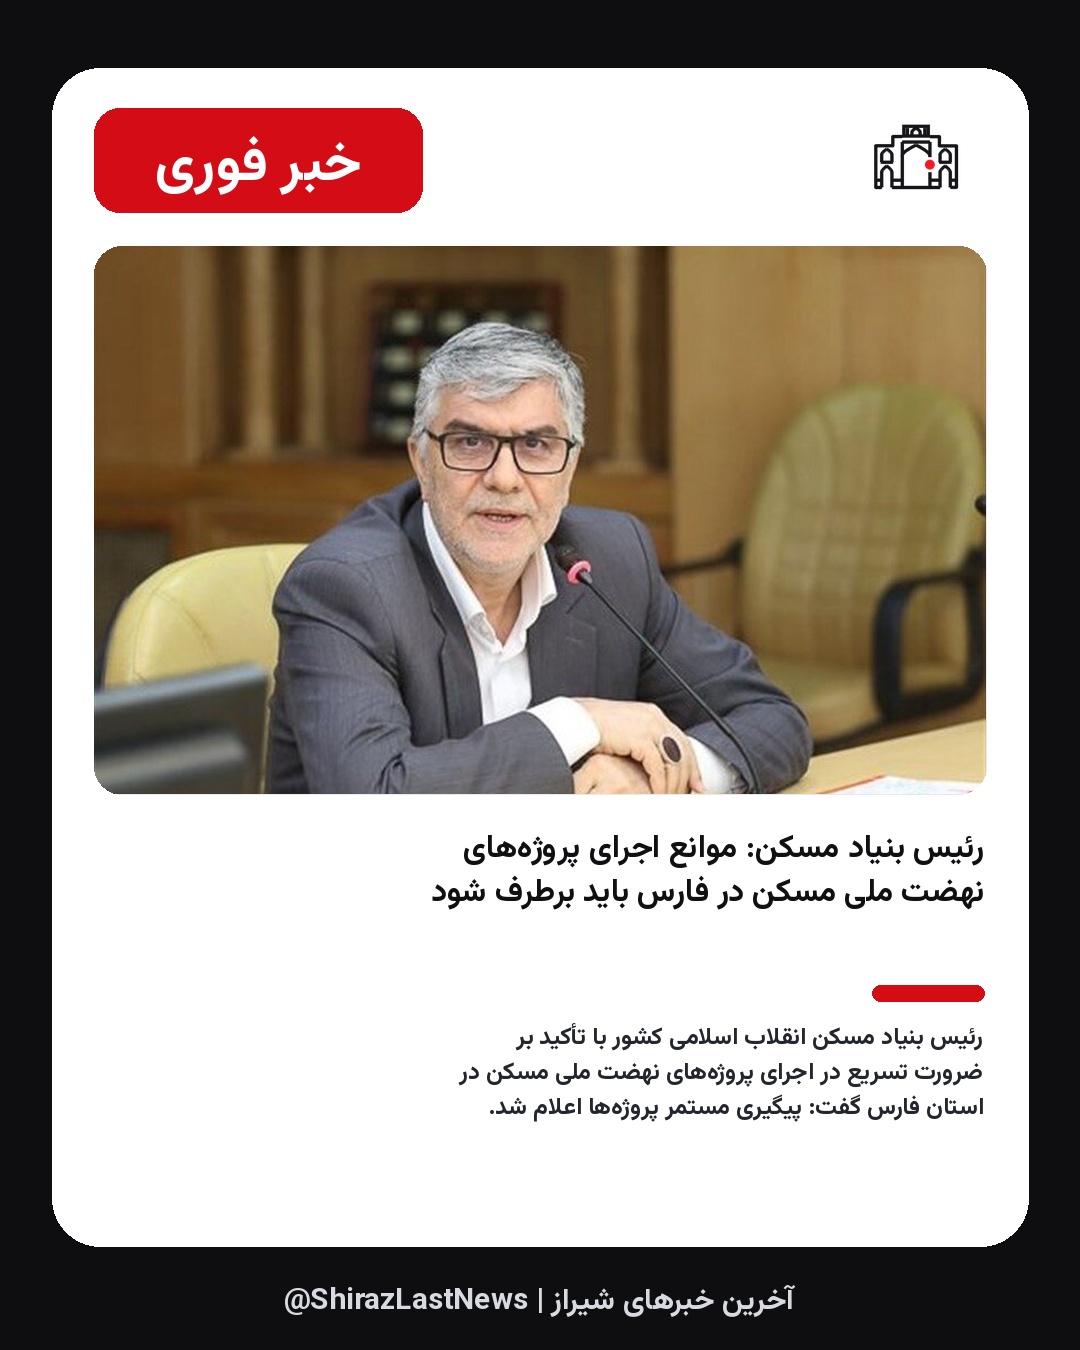 خبر فوری
رئیس بنیاد مسکن: موانع اجرای پروژه‌های
نهضت ملی مسکن در فارس باید برطرف شود
رئیس بنیاد مسکن انقلاب اسلامی کشور با تأکید بر
ضرورت تسریع در اجرای پروژه‌های نهضت ملی مسکن در
استان فارس گفت: پیگیری مستمر پروژه‌ها اعلام شد.
آخرین خبرهای شیراز | @ShirazLastNews